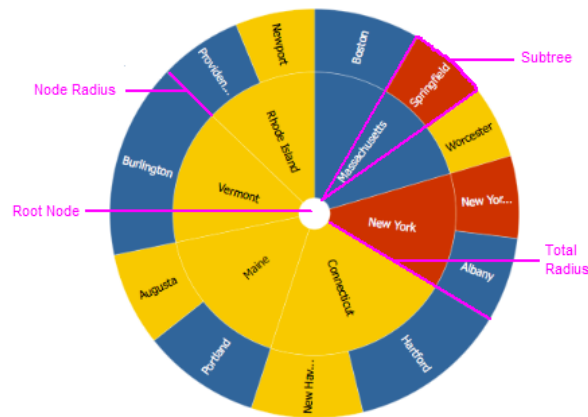 Newport
Boston
Subtree
Providen...
Springfield
Node Radius
Rhode Island
Massachusetts
Worcester
Burlington
Vermont
Root Node
New York
New Yor...
Maine
Connecticut
Albany
Total
Radius
Augusta
Portland
New Hav...
Hartford